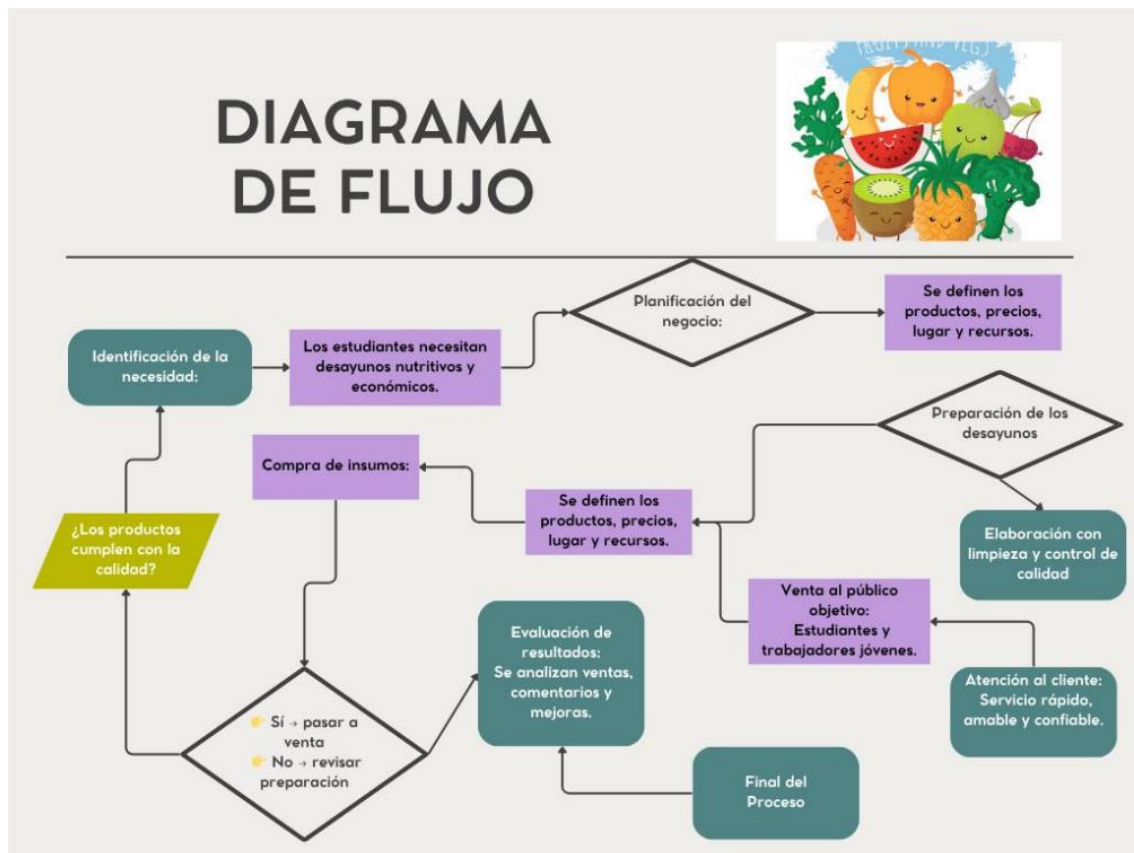 FRUITS AND VEGS
DIAGRAMA
DE FLUJO
Planificación del
negocio:
Se definen los
productos, precios,
lugar y recursos.
Identificación de la
necesidad:
Los estudiantes necesitan
desayunos nutritivos y
económicos.
Preparación de los
desayunos
Compra de insumos:
Se definen los
productos, precios,
lugar y recursos.
¿Los productos
cumplen con la
calidad?
Elaboración con
limpieza y control de
calidad
Venta al público
objetivo:
Estudiantes y
trabajadores jóvenes.
Evaluación de
resultados:
Se analizan ventas,
comentarios y
mejoras.
Atención al cliente:
Servicio rápido,
amable y confiable.
👉 Sí → pasar a
venta
👉 No → revisar
preparación
Final del
Proceso